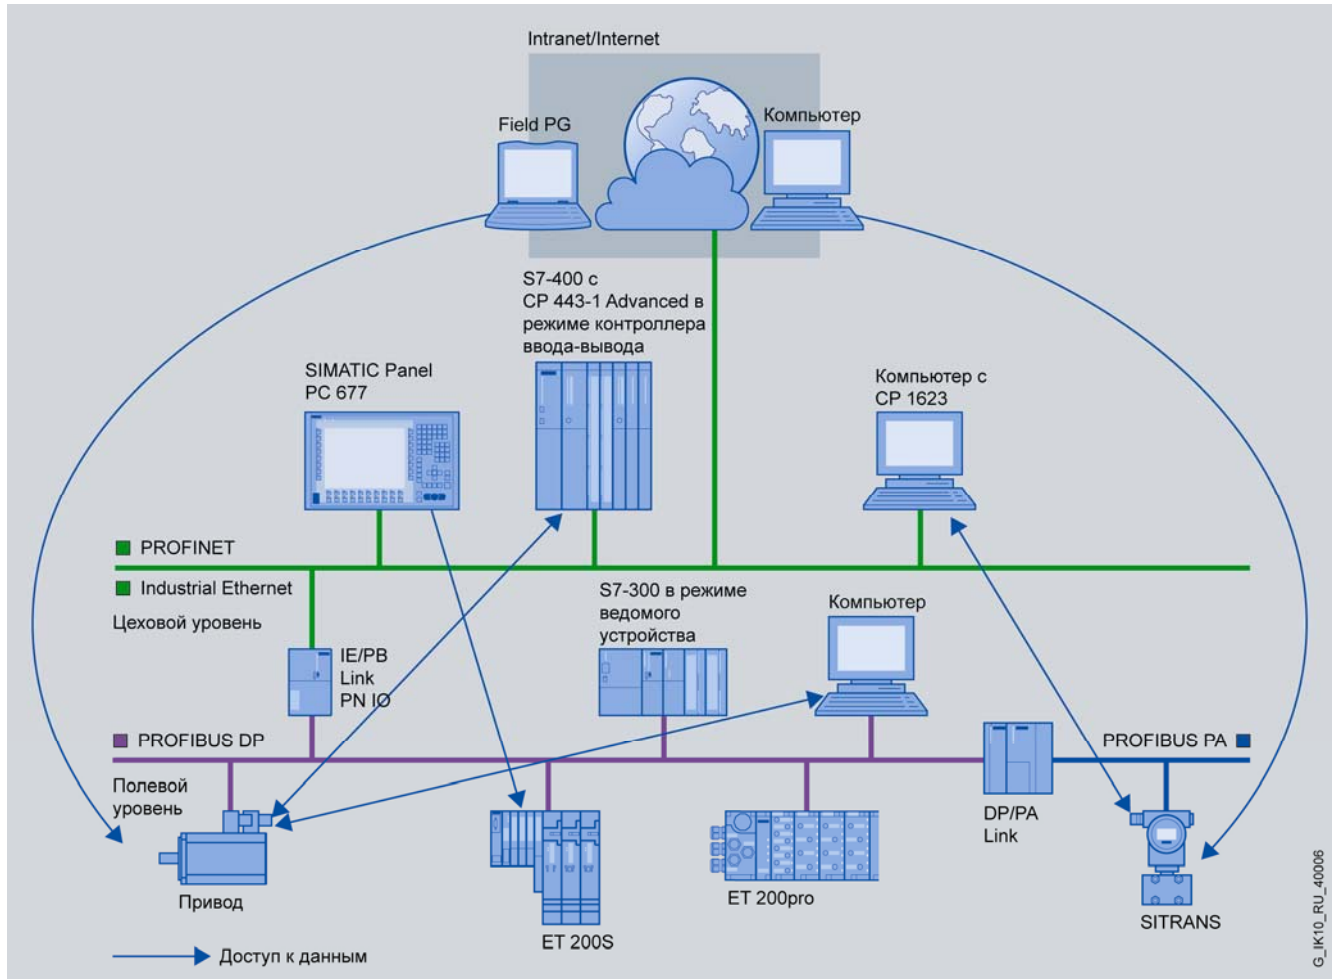 Intranet/Internet
Field PG
Компьютер
S7-400 с
CP 443-1 Advanced в
режиме контроллера
ввода-вывода
SIMATIC Panel
PC 677
Компьютер с
CP 1623
PROFINET
Industrial Ethernet
Цеховой уровень
S7-300 в режиме
ведомого
устройства
Компьютер
IE/PB
Link
PN IO
PROFIBUS DP
PROFIBUS PA
Полевой
уровень
DP/PA
Link
Привод
ET 200S
ET 200pro
SITRANS
Доступ к данным
G_IK10_RU_40006